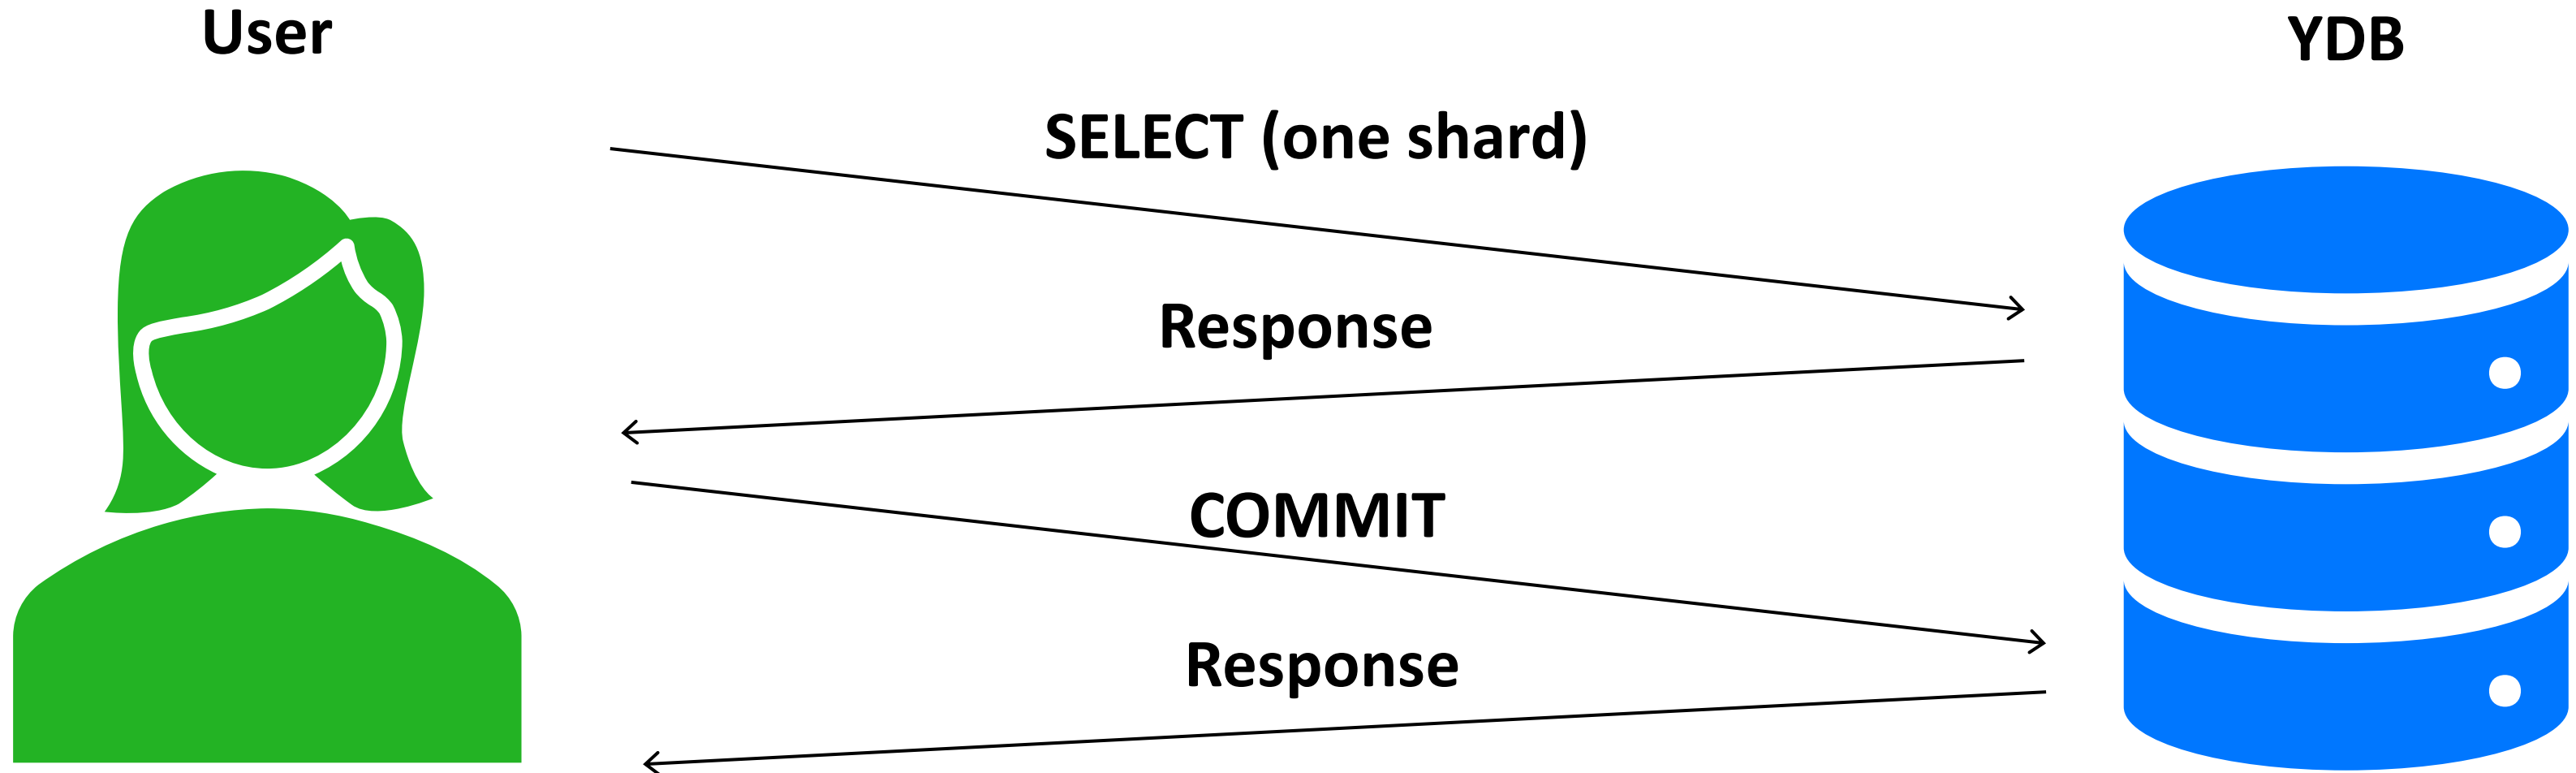 User
YDB
SELECT (one shard)
Response
COMMIT
Response